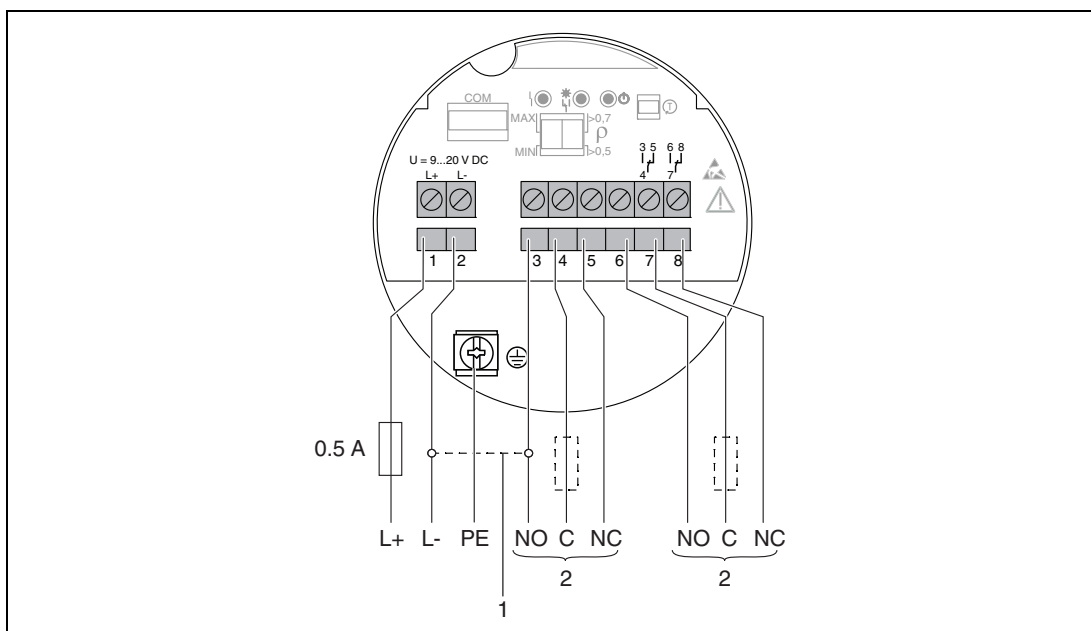 COM
MAX
>0,7
ρ
MIN
>0,5
T
U = 9...20 V DC
L+ L-
3 5 6 8
4 7
1 2 3 4 5 6 7 8
0.5 A
L+ L- PE NO C NC NO C NC
2 2
1